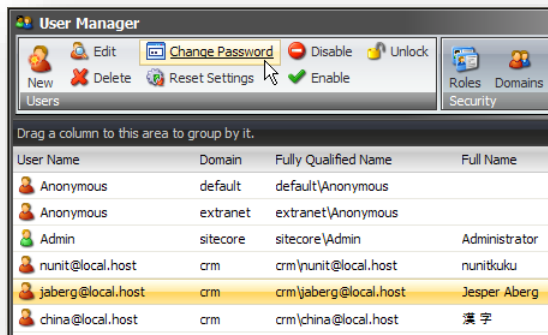 User Manager
New
Edit
Delete
Change Password
Reset Settings
Disable
Enable
Unlock
Users
Roles
Domains
Security
Drag a column to this area to group by it.
User Name Domain Fully Qualified Name Full Name
Anonymous default default\Anonymous
Anonymous extranet extranet\Anonymous
Admin sitecore sitecore\Admin Administrator
nunit@local.host crm crm\nunit@local.host nunitkuku
jaberg@local.host crm crm\jaberg@local.host Jesper Aberg
china@local.host crm crm\china@local.host 漢字